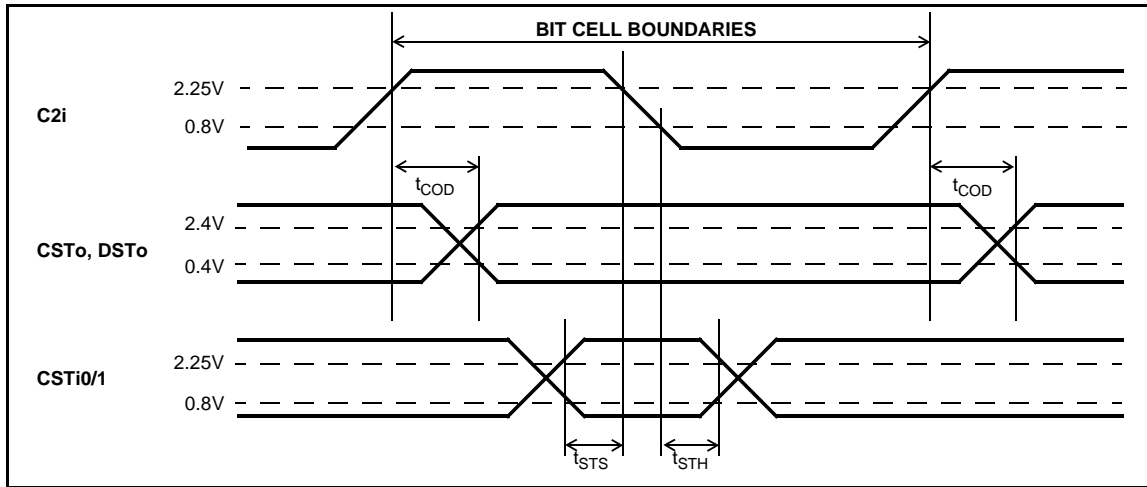 BIT CELL BOUNDARIES
C2i
2.25V
0.8V
tCOD
tCOD
CSTo, DSTo
2.4V
0.4V
CSTi0/1
2.25V
0.8V
tSTS
tSTH